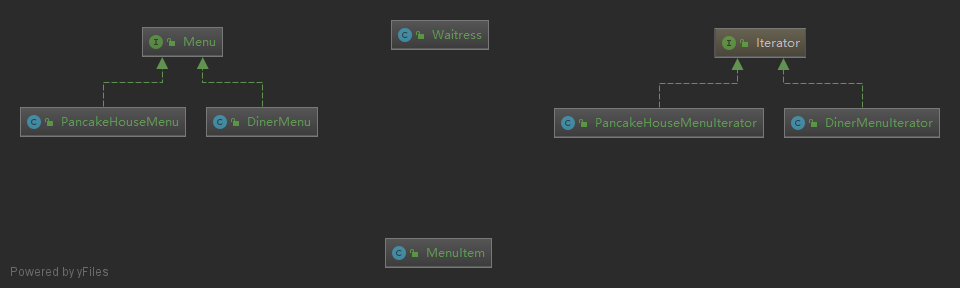 Menu
Waitress
Iterator
PancakeHouseMenu
DinerMenu
PancakeHouseMenuIterator
DinerMenuIterator
MenuItem
Powered by yFiles